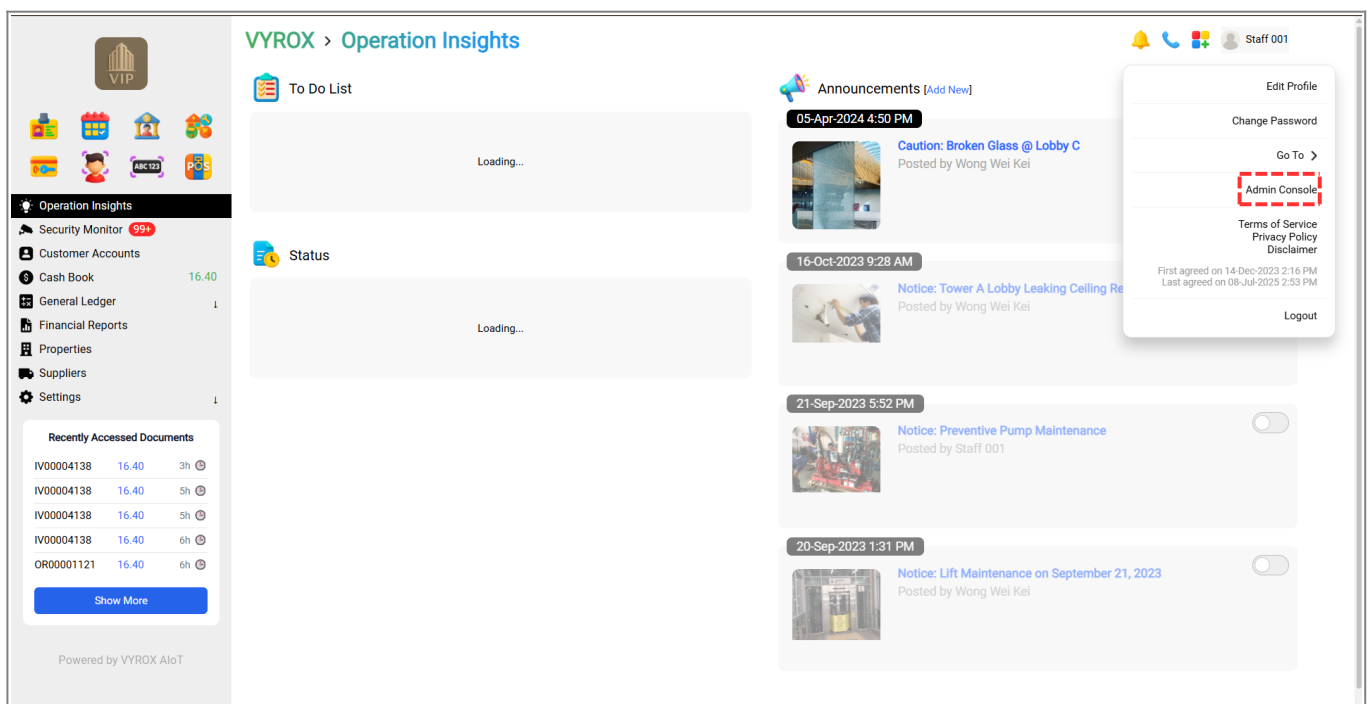 VIP
ABC 123
POS
Operation Insights
Security Monitor 99+
Customer Accounts
Cash Book 16.40
General Ledger ↓
Financial Reports
Properties
Suppliers
Settings ↓
Recently Accessed Documents
IV00004138 16.40 3h
IV00004138 16.40 5h
IV00004138 16.40 5h
IV00004138 16.40 6h
OR00001121 16.40 6h
Show More
Powered by VYROX AIoT
VYROX > Operation Insights
Staff 001
To Do List
Loading...
Status
Loading...
Announcements [Add New]
05-Apr-2024 4:50 PM
Caution: Broken Glass @ Lobby C
Posted by Wong Wei Kei
16-Oct-2023 9:28 AM
Notice: Tower A Lobby Leaking Ceiling Re
Posted by Wong Wei Kei
21-Sep-2023 5:52 PM
Notice: Preventive Pump Maintenance
Posted by Staff 001
20-Sep-2023 1:31 PM
Notice: Lift Maintenance on September 21, 2023
Posted by Wong Wei Kei
Edit Profile
Change Password
Go To >
Admin Console
Terms of Service
Privacy Policy
Disclaimer
First agreed on 14-Dec-2023 2:16 PM
Last agreed on 08-Jul-2025 2:53 PM
Logout